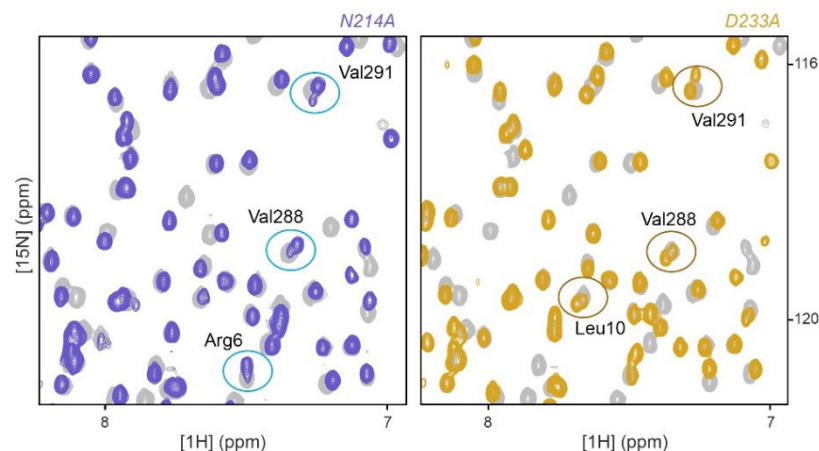 N214A
D233A
Val291
Val291
116
Val288
Val288
[15N] (ppm)
120
Leu10
Arg6
8
7
8
7
[1H] (ppm)
[1H] (ppm)